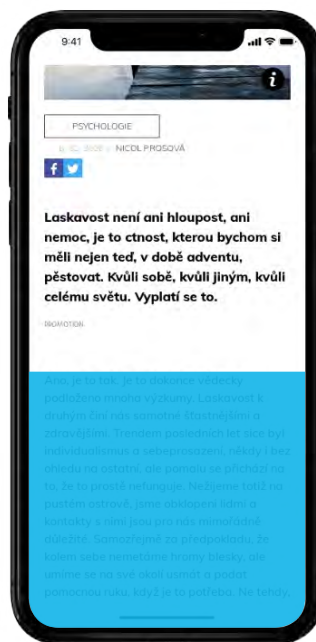 9:41
i
PSYCHOLOGIE
NICOL PROSOVÁ
f
Laskavost není ani hloupost, ani
nemoc, je to ctnost, kterou bychom si
měli nejen teď, v době adventu,
pěstovat. Kvůli sobě, kvůli jiným, kvůli
celému světu. Vyplatí se to.
PROMOTION
Ano, je to tak. Je to dokonce vědecky
podloženo mnoha výzkumy. Laskavost k
druhým činí nás samotné šťastnějšími a
zdravějšími. Trendem posledních let sice byl
individualismus a sebeprosazení, někdy i bez
ohledu na ostatní, ale pomalu se přichází na
to, že to prostě nefunguje. Nežijeme totiž na
pustém ostrově, jsme obklopeni lidmi a
kontakty s nimi jsou pro nás mimořádně
důležité. Samozřejmě za předpokladu, že
kolem sebe nemetáme hromy blesky, ale
umíme se na své okolí usmát a podat
pomocnou ruku, když je to potřeba. Ne tehdy,